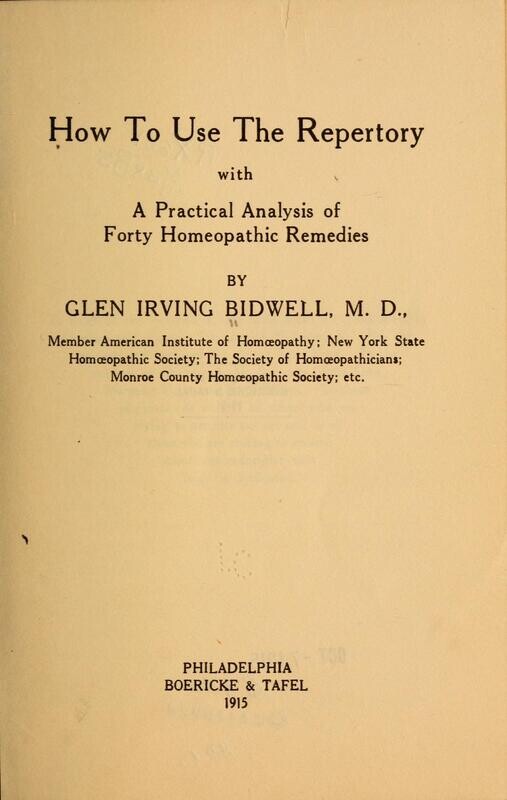 How To Use The Repertory
with
A Practical Analysis of
Forty Homeopathic Remedies
BY
GLEN IRVING BIDWELL, M. D.,
Member American Institute of Homœopathy; New York State
Homœopathic Society; The Society of Homœopathicians;
Monroe County Homœopathic Society; etc.
PHILADELPHIA
BOERICKE & TAFEL
1915